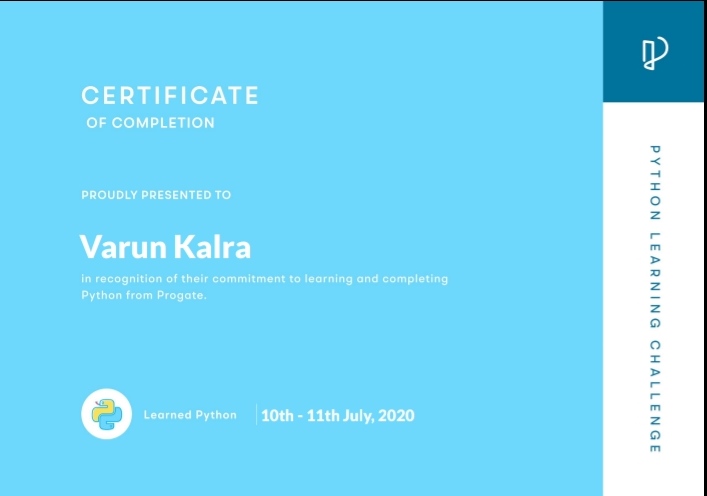 CERTIFICATE
OF COMPLETION
PROUDLY PRESENTED TO
Varun Kalra
in recognition of their commitment to learning and completing
Python from Progate.
Learned Python
10th - 11th July, 2020
PYTHON LEARNING CHALLENGE